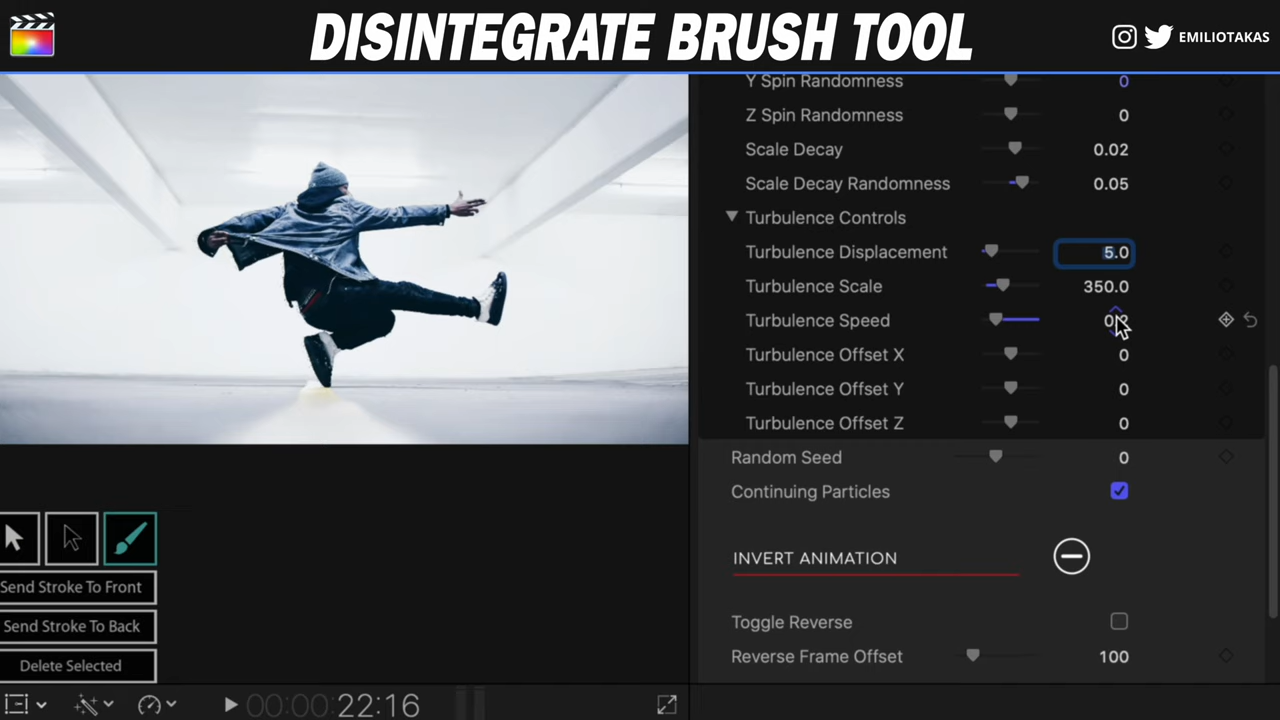 DISINTEGRATE BRUSH TOOL
EMILIOTAKAS
Y Spin Randomness 0
Z Spin Randomness 0
Scale Decay 0.02
Scale Decay Randomness 0.05
Turbulence Controls
Turbulence Displacement 5.0
Turbulence Scale 350.0
Turbulence Speed
Turbulence Offset X 0
Turbulence Offset Y 0
Turbulence Offset Z 0
Random Seed 0
Continuing Particles
INVERT ANIMATION
Toggle Reverse
Reverse Frame Offset 100
Send Stroke To Front
Send Stroke To Back
Delete Selected
00:00:22:16